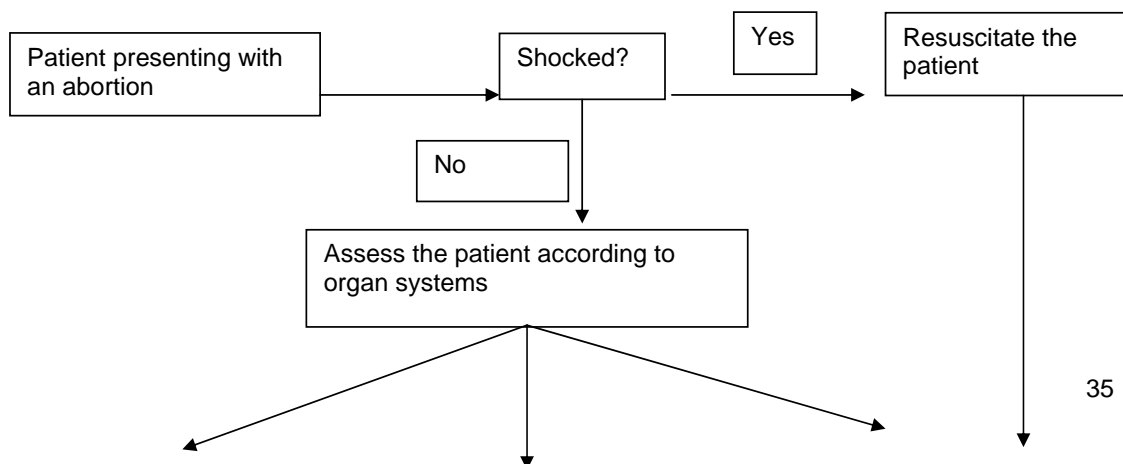 Patient presenting with
an abortion
Shocked?
Yes
Resuscitate the
patient
No
Assess the patient according to
organ systems
35